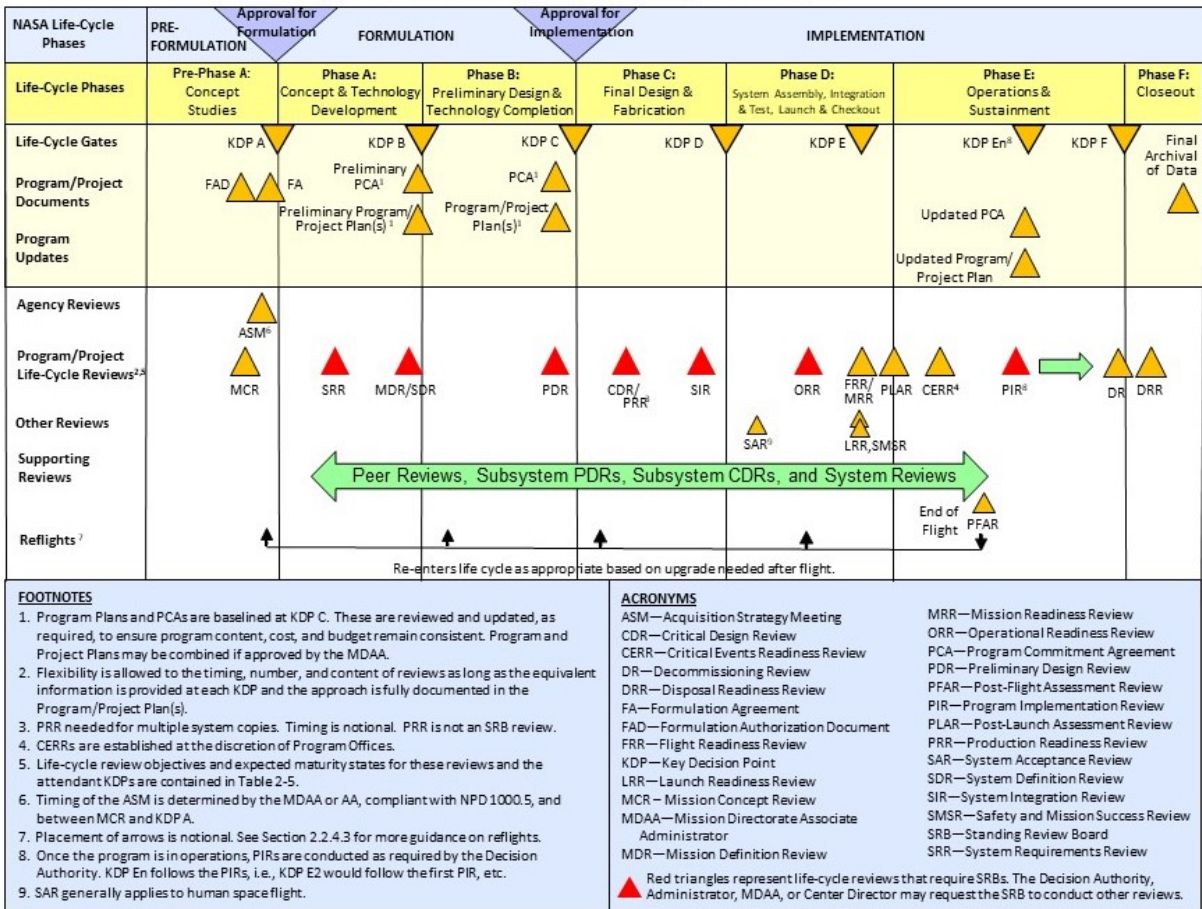 NASA Life-Cycle
Phases
PRE-
FORMULATION
Approval for
Formulation
FORMULATION
Approval for
Implementation
IMPLEMENTATION
Life-Cycle Phases
Pre-Phase A:
Concept
Studies
Phase A:
Concept & Technology
Development
Phase B:
Preliminary Design &
Technology Completion
Phase C:
Final Design &
Fabrication
Phase D:
System Assembly, Integration
& Test, Launch & Checkout
Phase E:
Operations &
Sustainment
Phase F:
Closeout
Life-Cycle Gates
KDP A
KDP B
KDP C
KDP D
KDP E
KDP En⁸
KDP F
Final
Archival
of Data
Program/Project
Documents
FAD
FA
Preliminary
PCA¹
PCA¹
Preliminary Program/
Project Plan(s)¹
Program/Project
Plan(s)¹
Program
Updates
Updated PCA
Updated Program/
Project Plan
Agency Reviews
ASM⁶
Program/Project
Life-Cycle Reviews²,⁵
MCR
SRR
MDR/SDR
PDR
CDR/
PRR³
SIR
ORR
FRR/
MRR
PLAR
CERR⁴
PIR⁸
DR
DRR
Other Reviews
SAR⁹
LRR,SMSR
Supporting
Reviews
Peer Reviews, Subsystem PDRs, Subsystem CDRs, and System Reviews
Reflights ⁷
End of
Flight
PFAR
Re-enters life cycle as appropriate based on upgrade needed after flight.
FOOTNOTES
1. Program Plans and PCAs are baselined at KDP C. These are reviewed and updated, as
required, to ensure program content, cost, and budget remain consistent. Program and
Project Plans may be combined if approved by the MDAA.
2. Flexibility is allowed to the timing, number, and content of reviews as long as the equivalent
information is provided at each KDP and the approach is fully documented in the
Program/Project Plan(s).
3. PRR needed for multiple system copies. Timing is notional. PRR is not an SRB review.
4. CERRs are established at the discretion of Program Offices.
5. Life-cycle review objectives and expected maturity states for these reviews and the
attendant KDPs are contained in Table 2-5.
6. Timing of the ASM is determined by the MDAA or AA, compliant with NPD 1000.5, and
between MCR and KDP A.
7. Placement of arrows is notional. See Section 2.2.4.3 for more guidance on reflights.
8. Once the program is in operations, PIRs are conducted as required by the Decision
Authority. KDP En follows the PIRs, i.e., KDP E2 would follow the first PIR, etc.
9. SAR generally applies to human space flight.
ACRONYMS
ASM—Acquisition Strategy Meeting
CDR—Critical Design Review
CERR—Critical Events Readiness Review
DR—Decommissioning Review
DRR—Disposal Readiness Review
FA—Formulation Agreement
FAD—Formulation Authorization Document
FRR—Flight Readiness Review
KDP—Key Decision Point
LRR—Launch Readiness Review
MCR – Mission Concept Review
MDAA—Mission Directorate Associate
Administrator
MDR—Mission Definition Review
MRR—Mission Readiness Review
ORR—Operational Readiness Review
PCA—Program Commitment Agreement
PDR—Preliminary Design Review
PFAR—Post-Flight Assessment Review
PIR—Program Implementation Review
PLAR—Post-Launch Assessment Review
PRR—Production Readiness Review
SAR—System Acceptance Review
SDR—System Definition Review
SIR—System Integration Review
SMSR—Safety and Mission Success Review
SRB—Standing Review Board
SRR—System Requirements Review
Red triangles represent life-cycle reviews that require SRBs. The Decision Authority,
Administrator, MDAA, or Center Director may request the SRB to conduct other reviews.